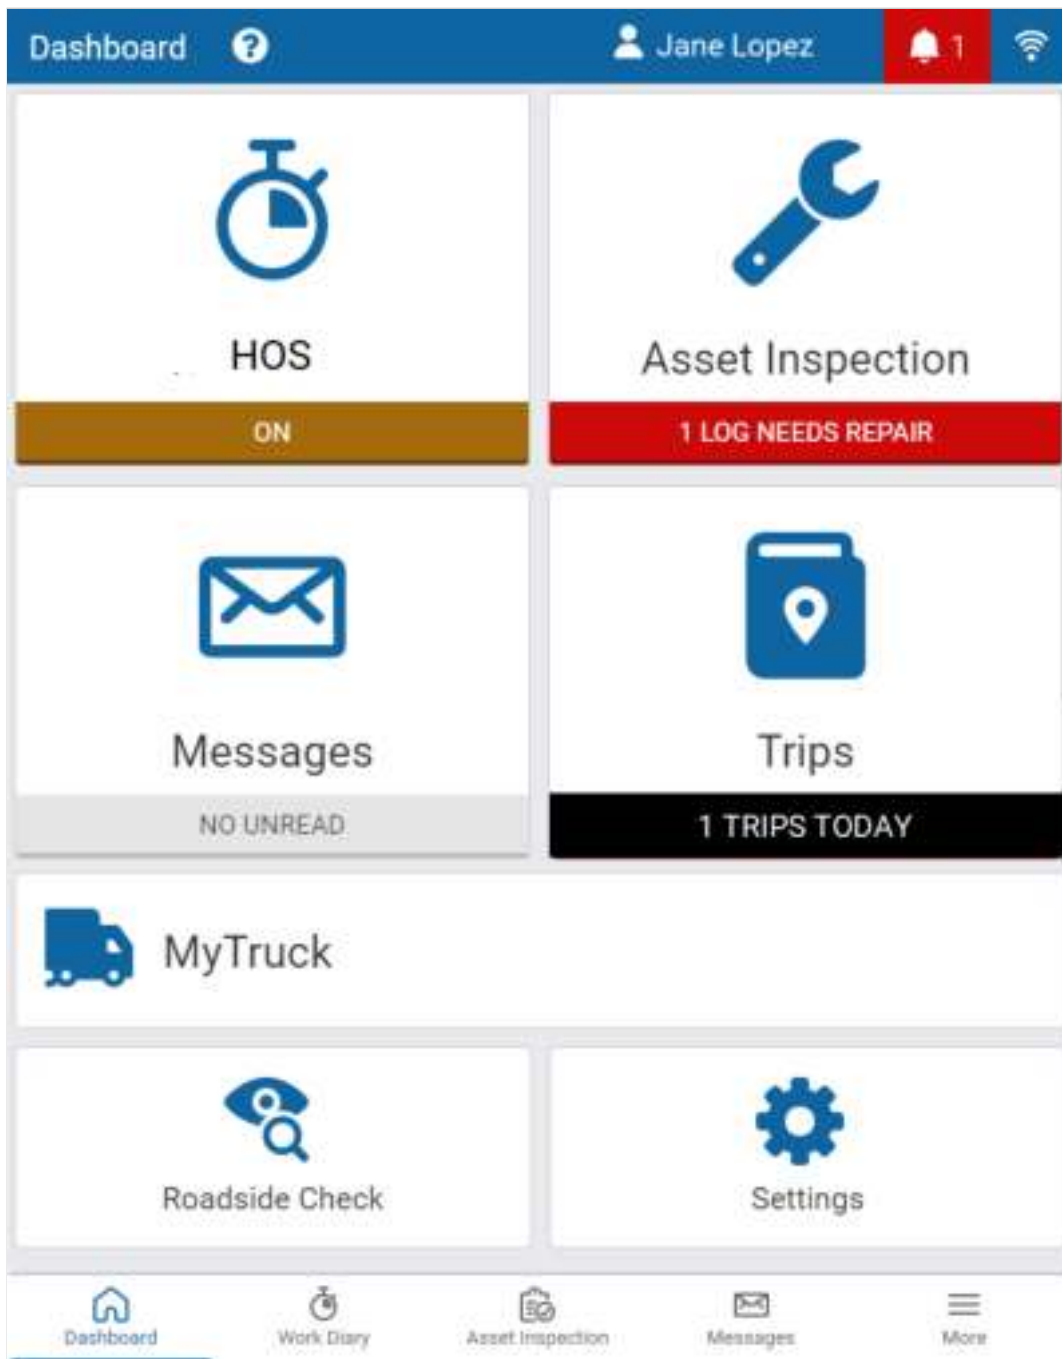 Dashboard ? Jane Lopez 1
HOS
Asset Inspection
ON
1 LOG NEEDS REPAIR
Messages
Trips
NO UNREAD
1 TRIPS TODAY
MyTruck
Roadside Check
Settings
Dashboard Work Diary Asset Inspection Messages More